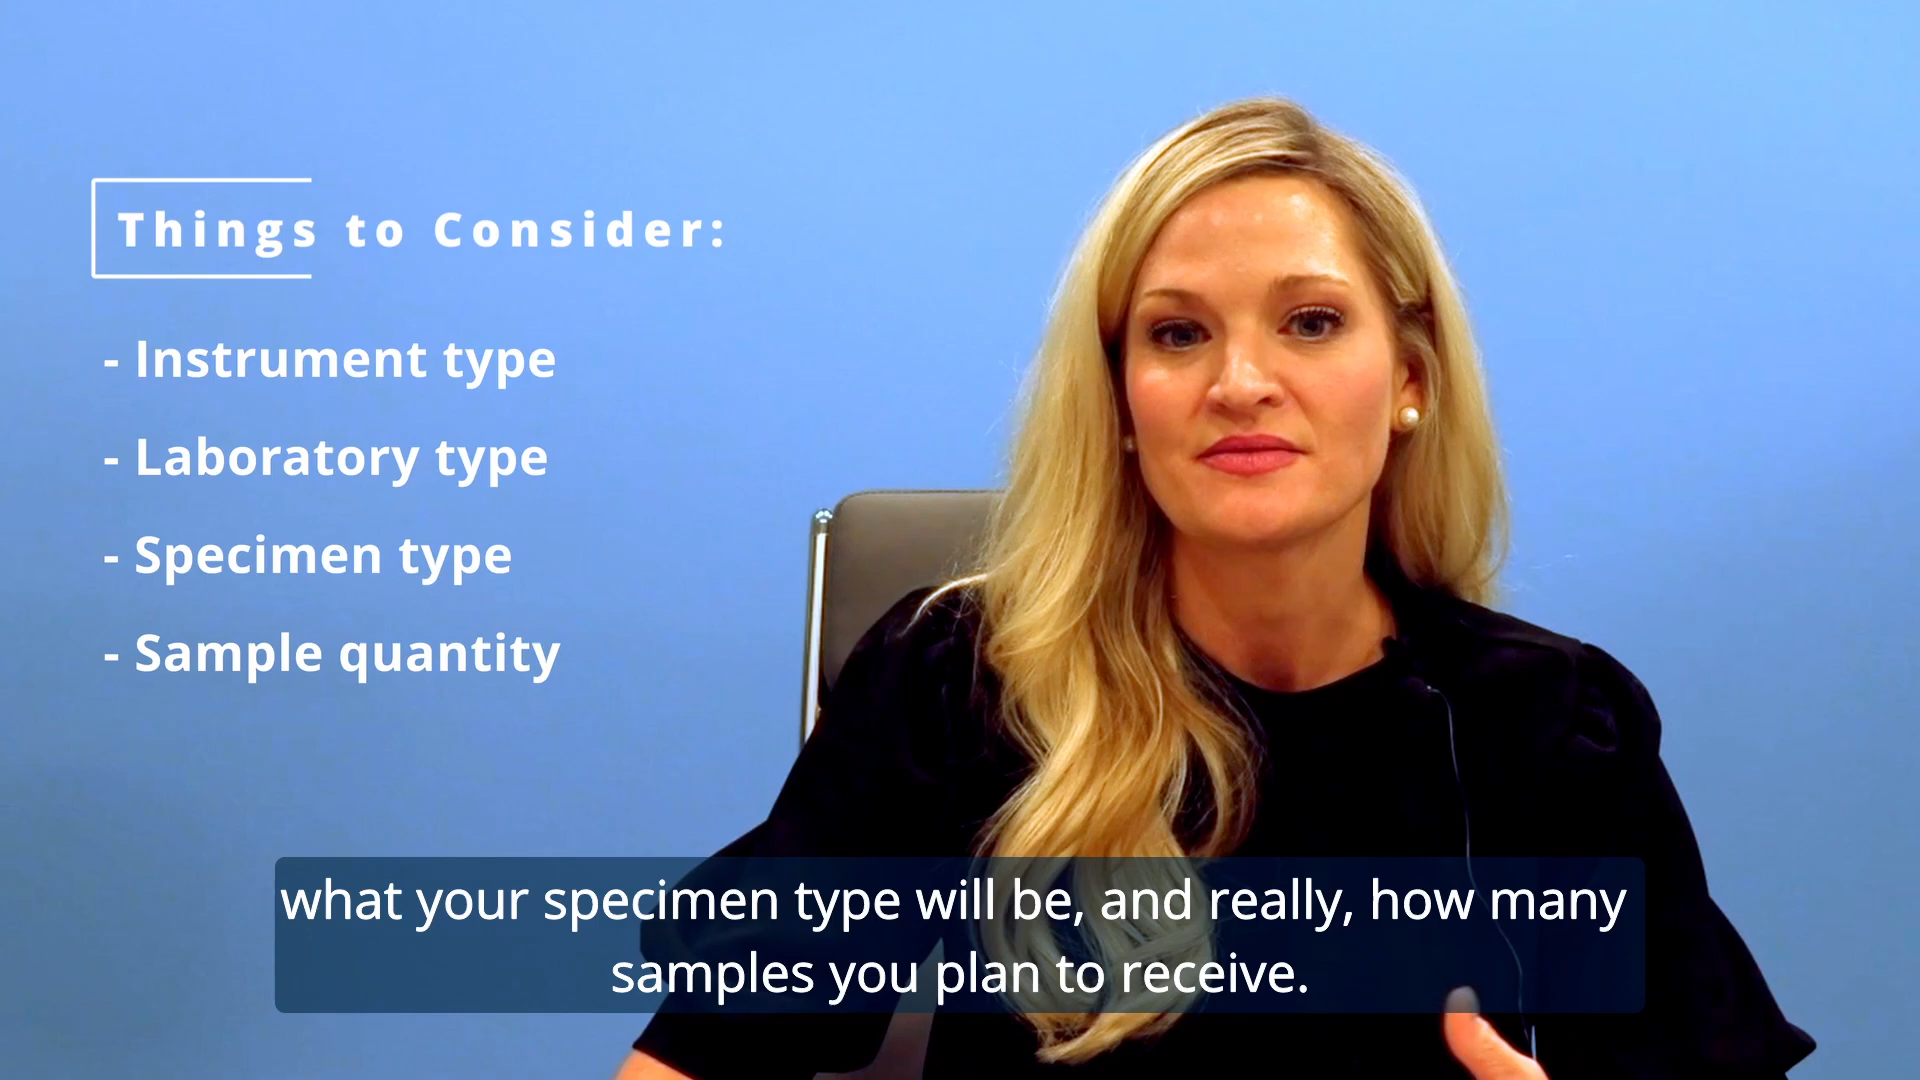 Things to Consider:
- Instrument type
- Laboratory type
- Specimen type
- Sample quantity
what your specimen type will be, and really, how many
samples you plan to receive.